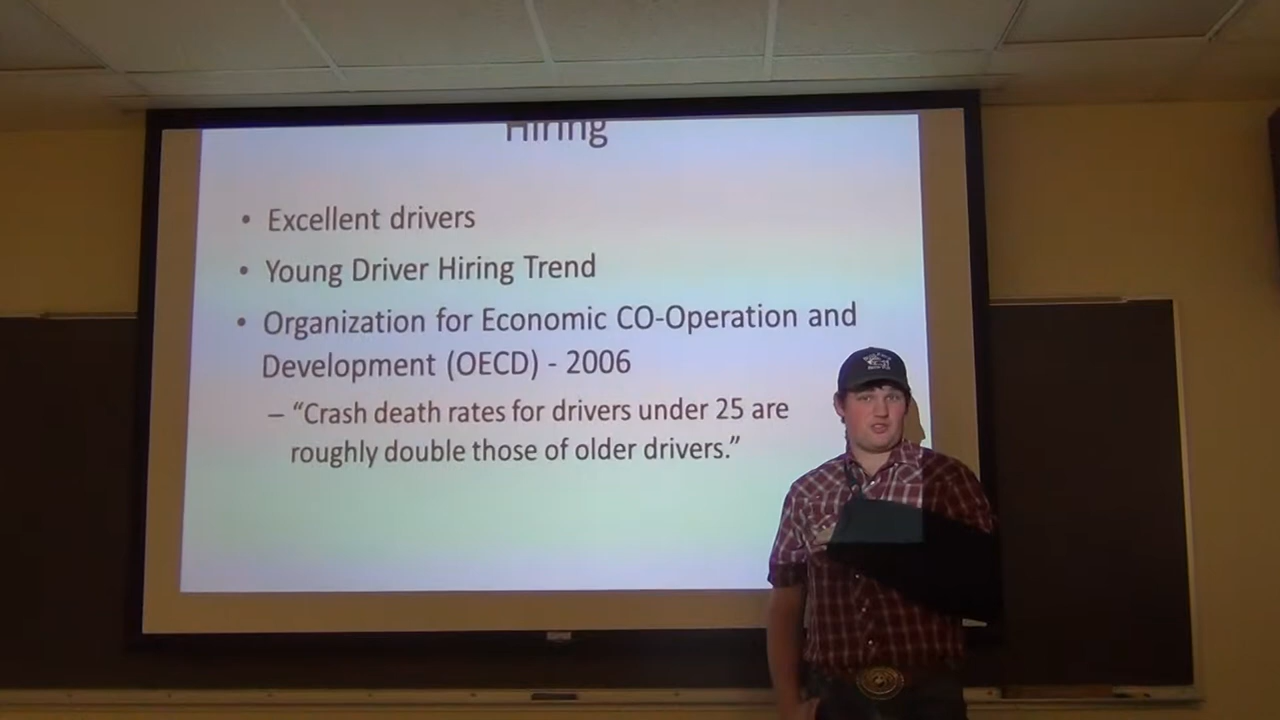 Hiring
• Excellent drivers
• Young Driver Hiring Trend
• Organization for Economic CO-Operation and
Development (OECD) - 2006
– “Crash death rates for drivers under 25 are
roughly double those of older drivers.”